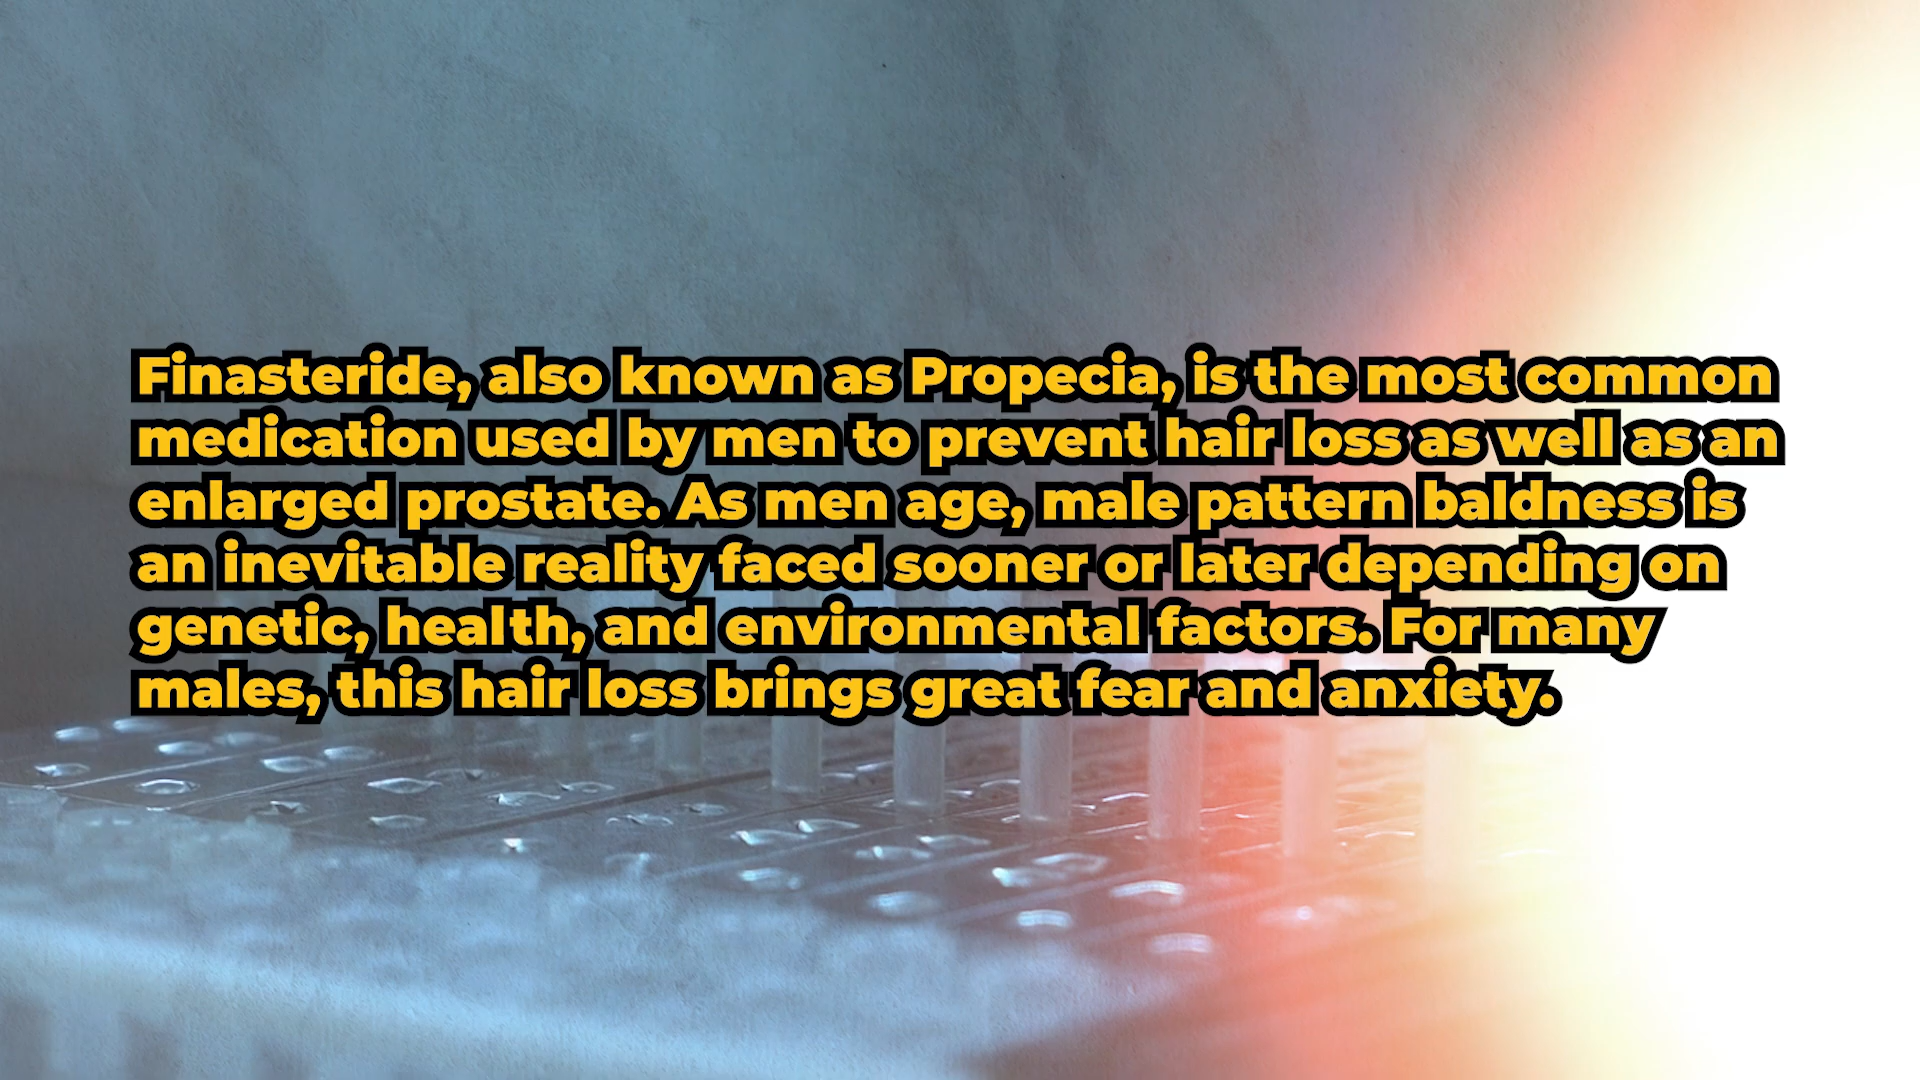 Finasteride, also known as Propecia, is the most common
medication used by men to prevent hair loss as well as an
enlarged prostate. As men age, male pattern baldness is
an inevitable reality faced sooner or later depending on
genetic, health, and environmental factors. For many
males, this hair loss brings great fear and anxiety.